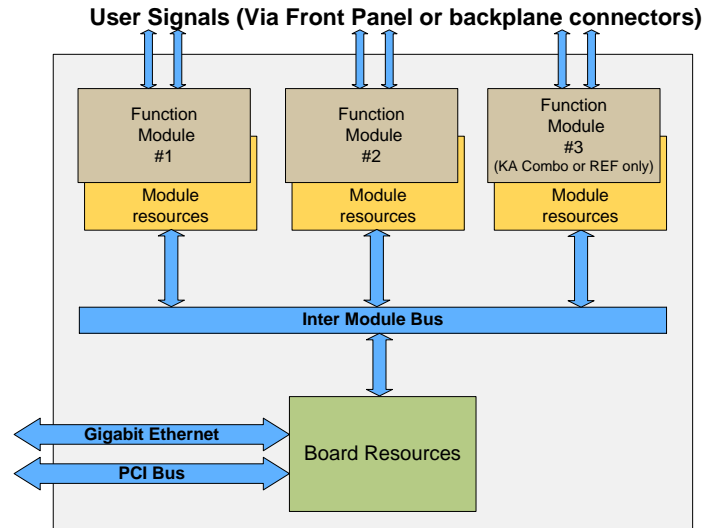 User Signals (Via Front Panel or backplane connectors)
Function
Module
#1
Module
resources
Function
Module
#2
Module
resources
Function
Module
#3
(KA Combo or REF only)
Module
resources
Inter Module Bus
Gigabit Ethernet
PCI Bus
Board Resources